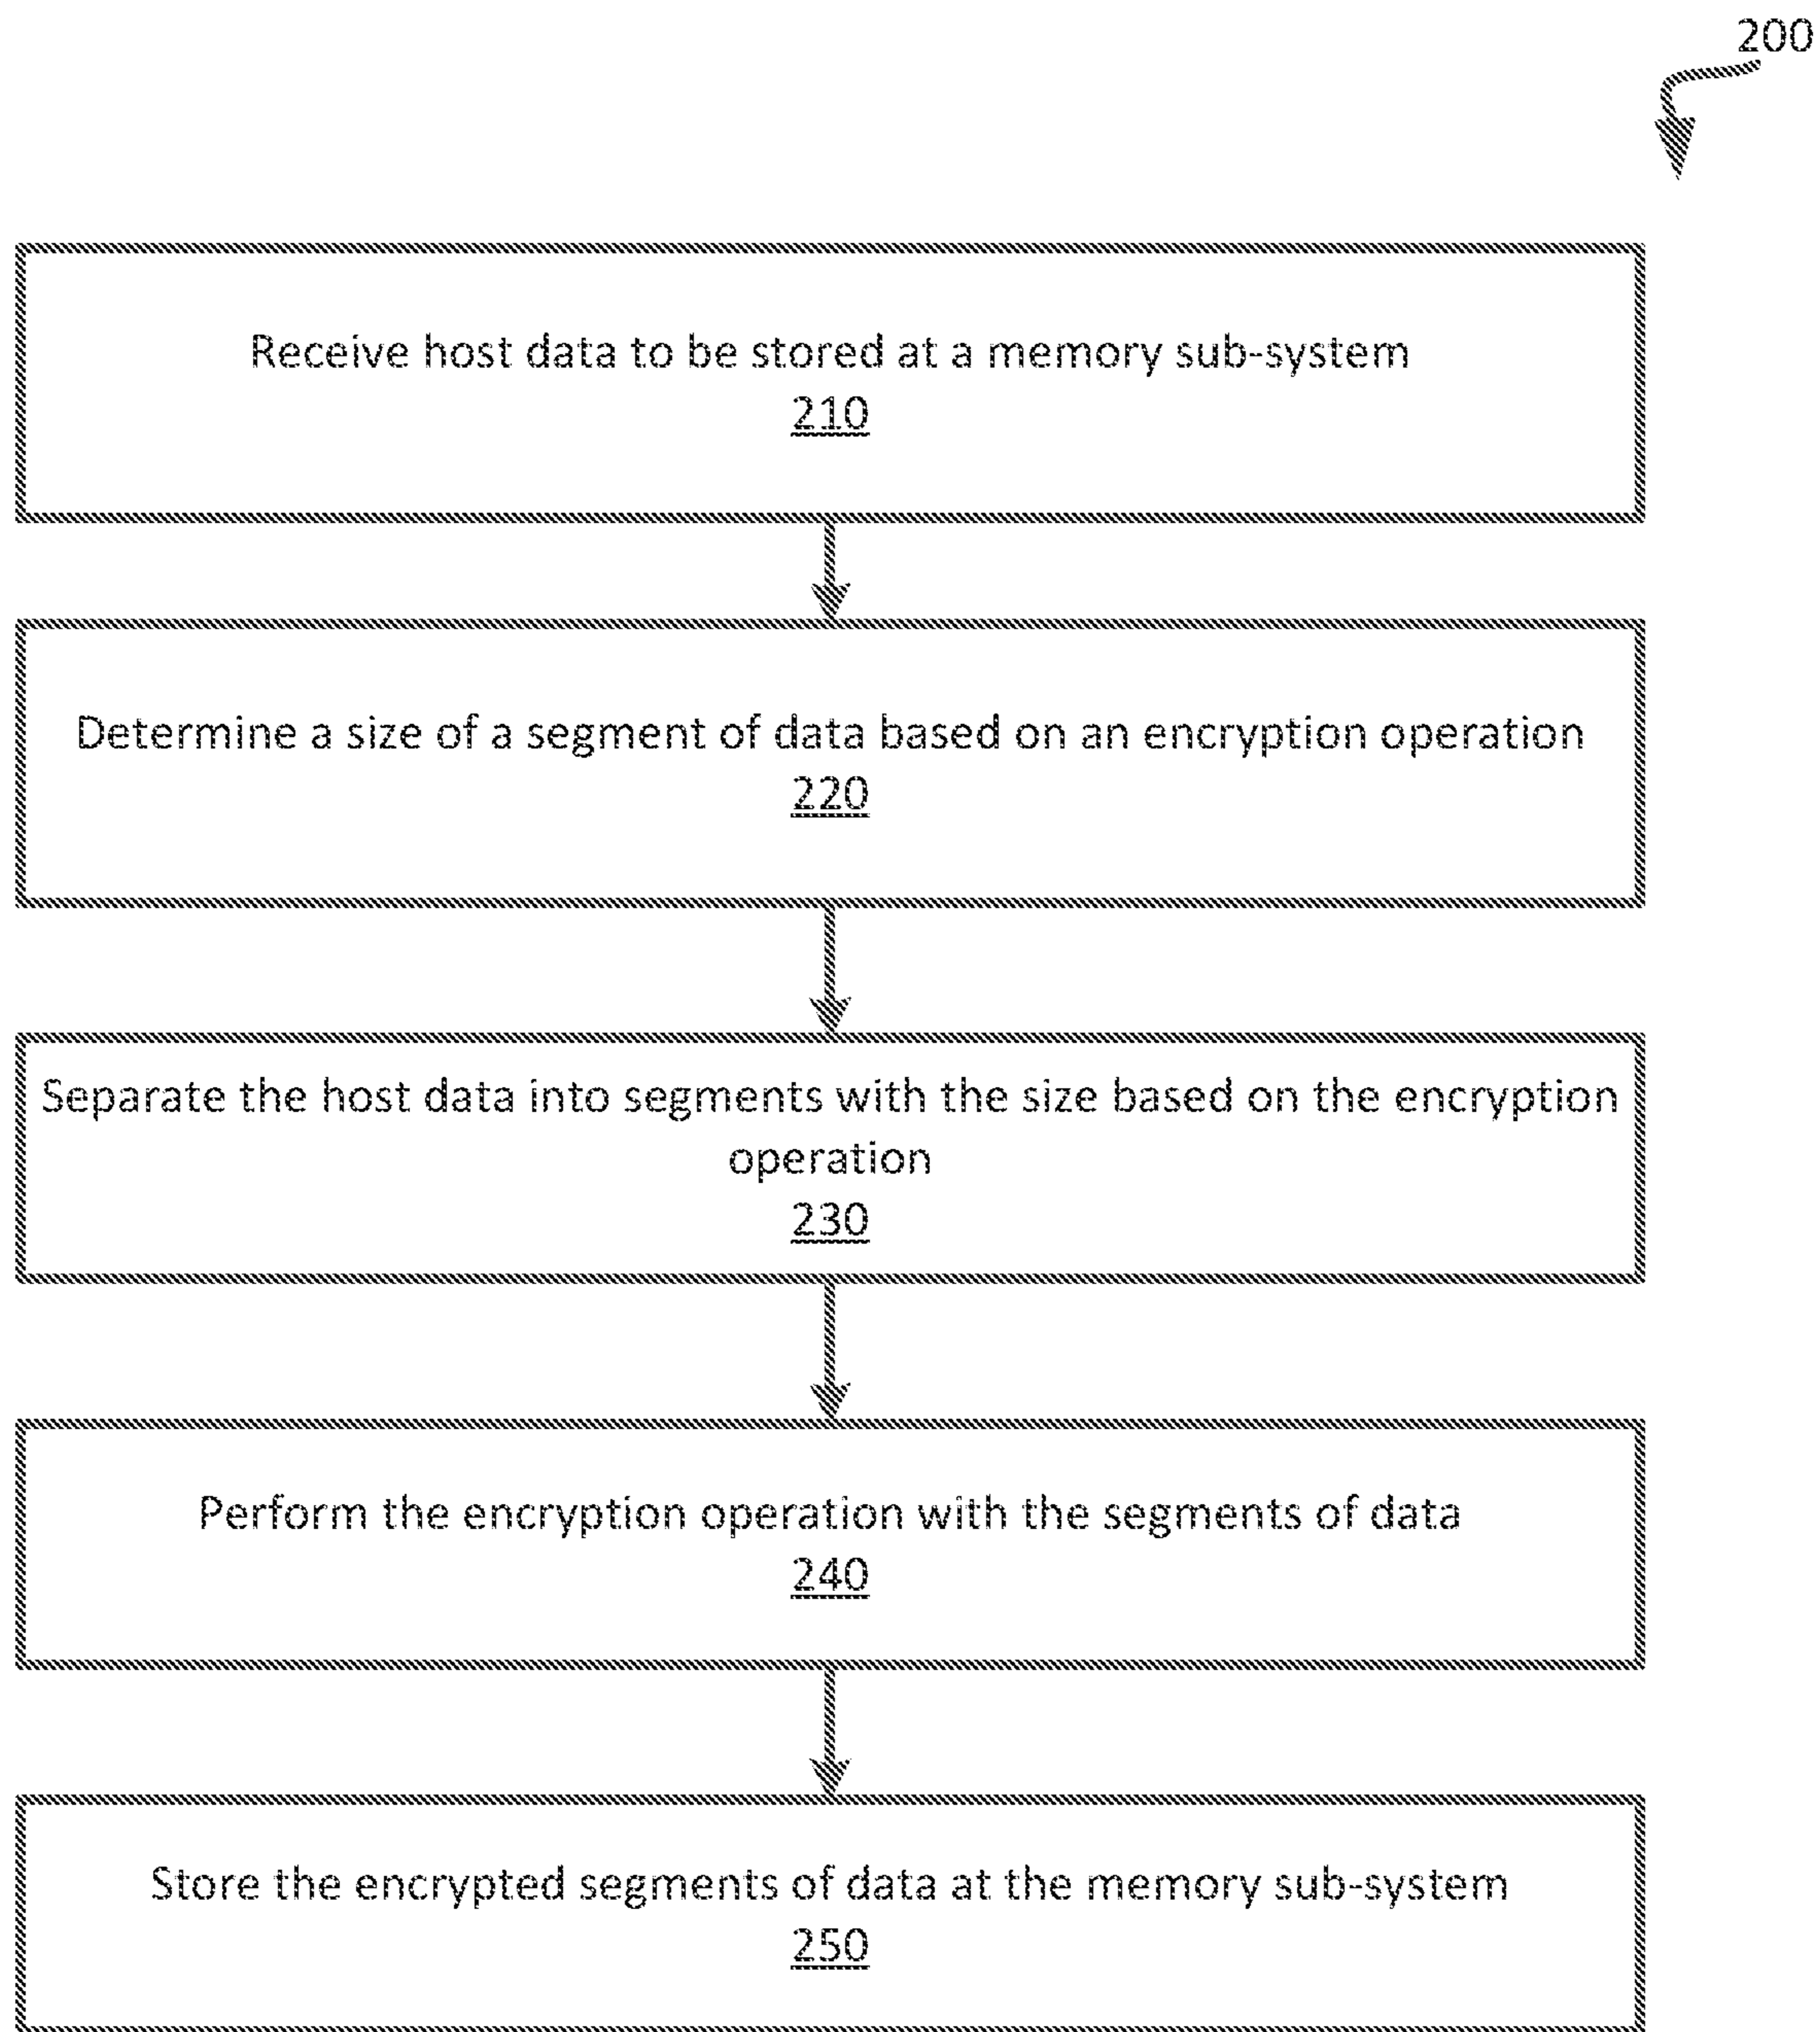 200
Receive host data to be stored at a memory sub-system
210
Determine a size of a segment of data based on an encryption operation
220
Separate the host data into segments with the size based on the encryption
operation
230
Perform the encryption operation with the segments of data
240
Store the encrypted segments of data at the memory sub-system
250